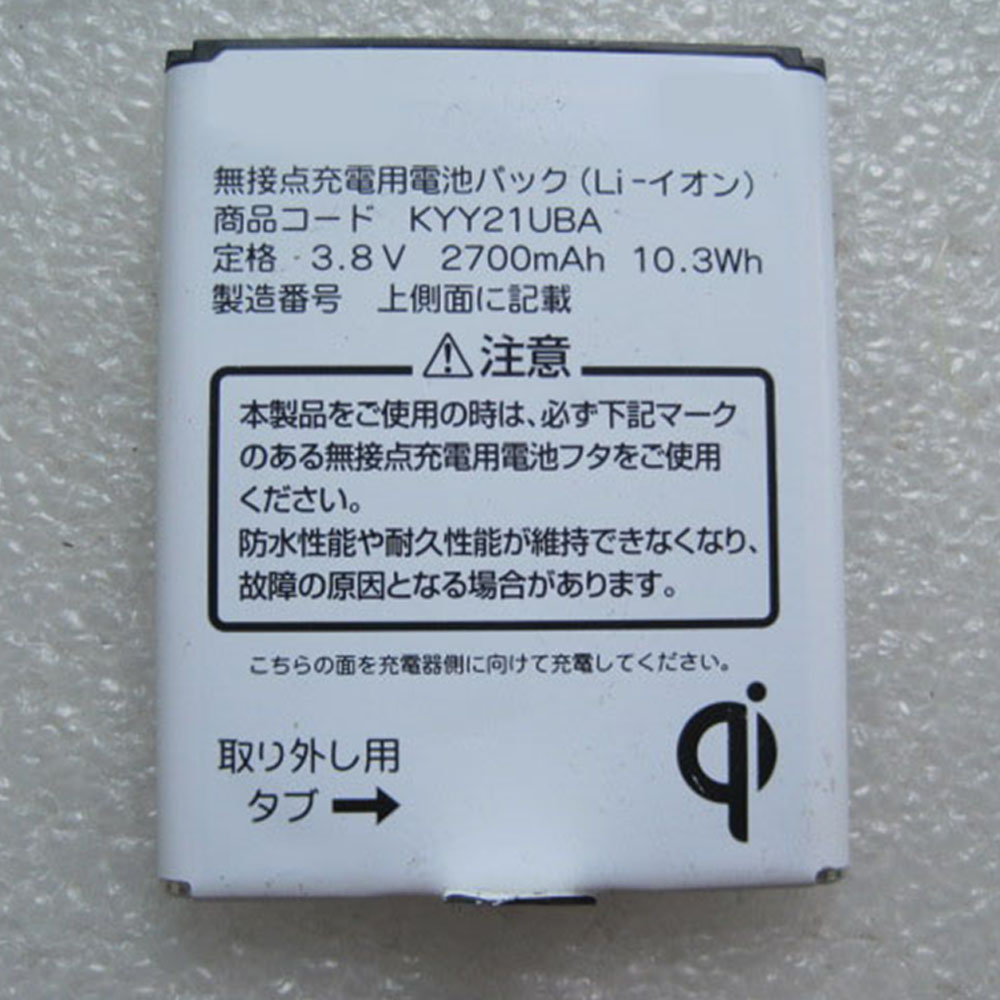 無接点充電用電池パック(Li-イオン)
商品コード KYY21UBA
定格 3.8V 2700mAh 10.3Wh
製造番号 上側面に記載
⚠注意
本製品をご使用の時は、必ず下記マーク
のある無接点充電用電池フタをご使用
ください。
防水性能や耐久性能が維持できなくなり、
故障の原因となる場合があります。
こちらの面を充電器側に向けて充電してください。
取り外し用
タブ→
qi